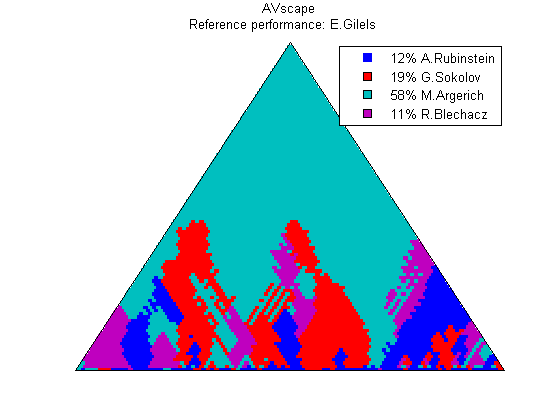 AVscape
Reference performance: E.Gilels
12% A.Rubinstein
19% G.Sokolov
58% M.Argerich
11% R.Blechacz